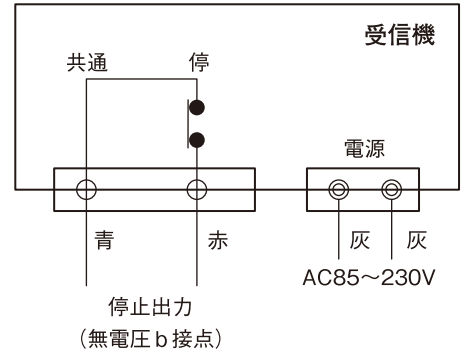 受信機
共通
停
電源
青
赤
灰
灰
AC85〜230V
停止出力
（無電圧ｂ接点）